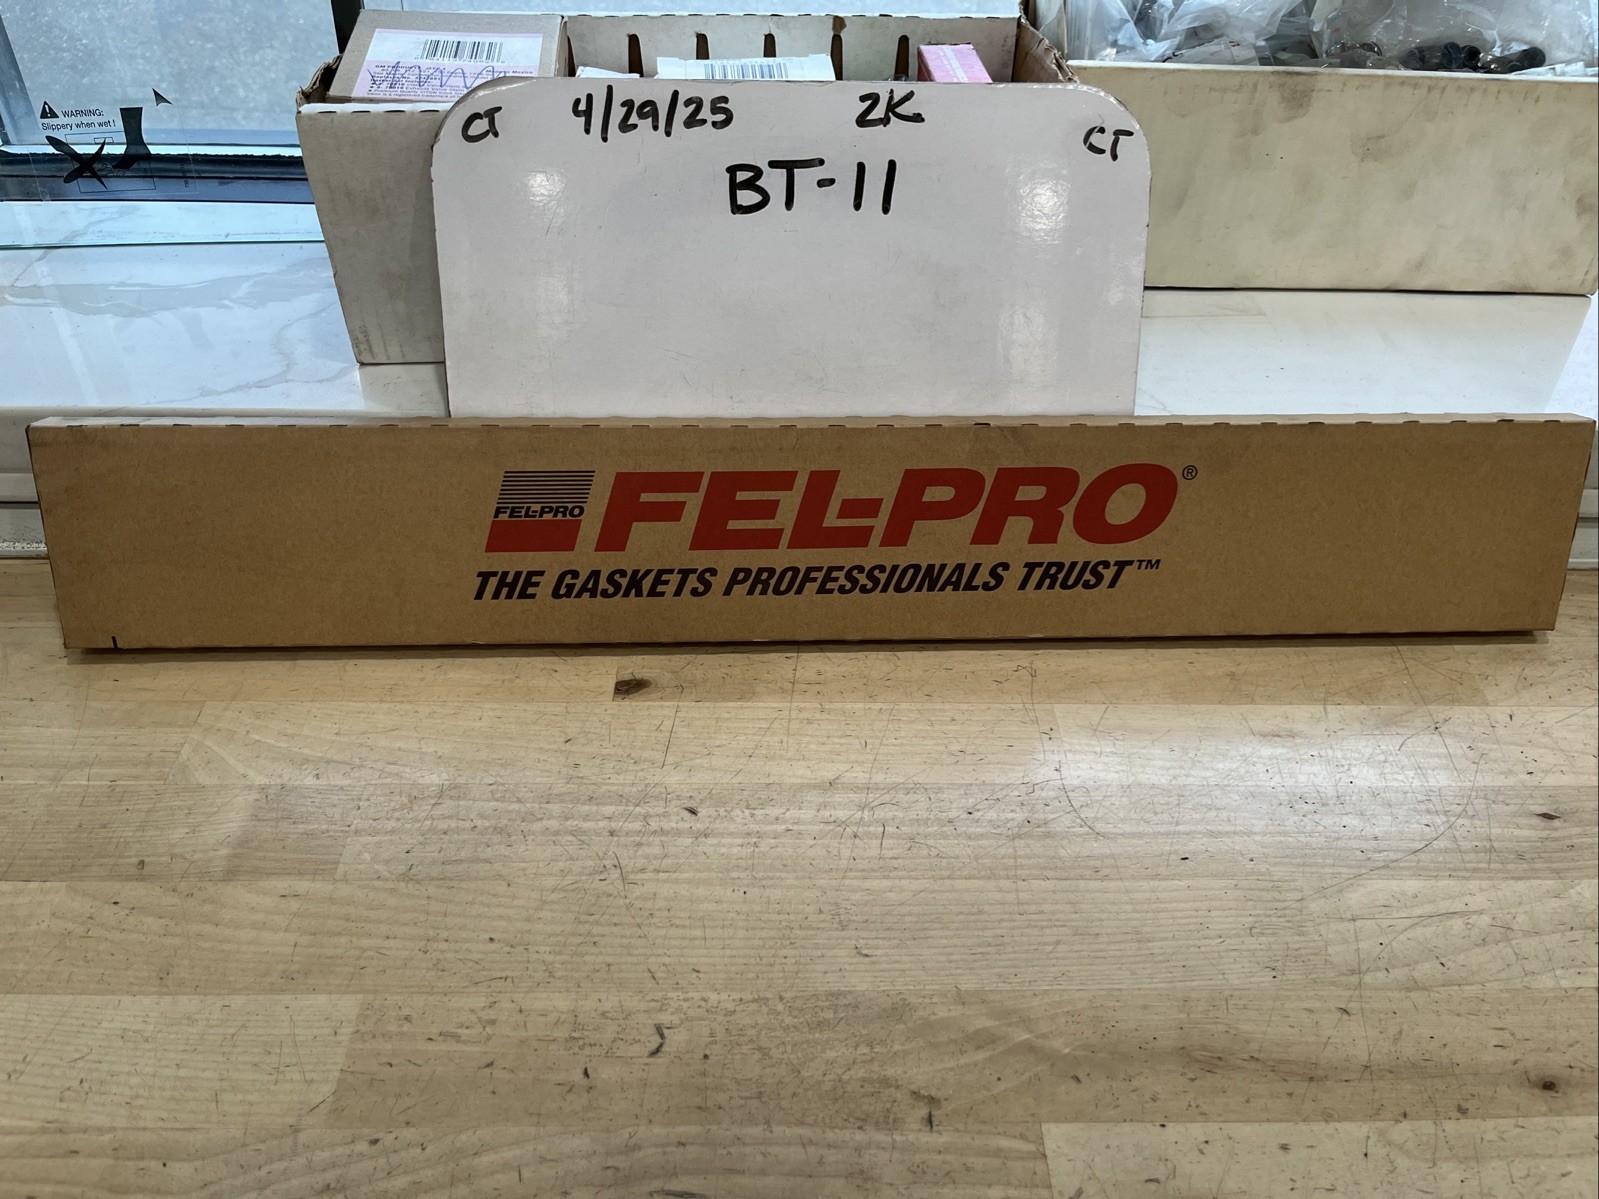 WARNING:
Slippery when wet !
CT 4/29/25 2K CT
BT-11
FEL-PRO
FEL-PRO®
THE GASKETS PROFESSIONALS TRUST™